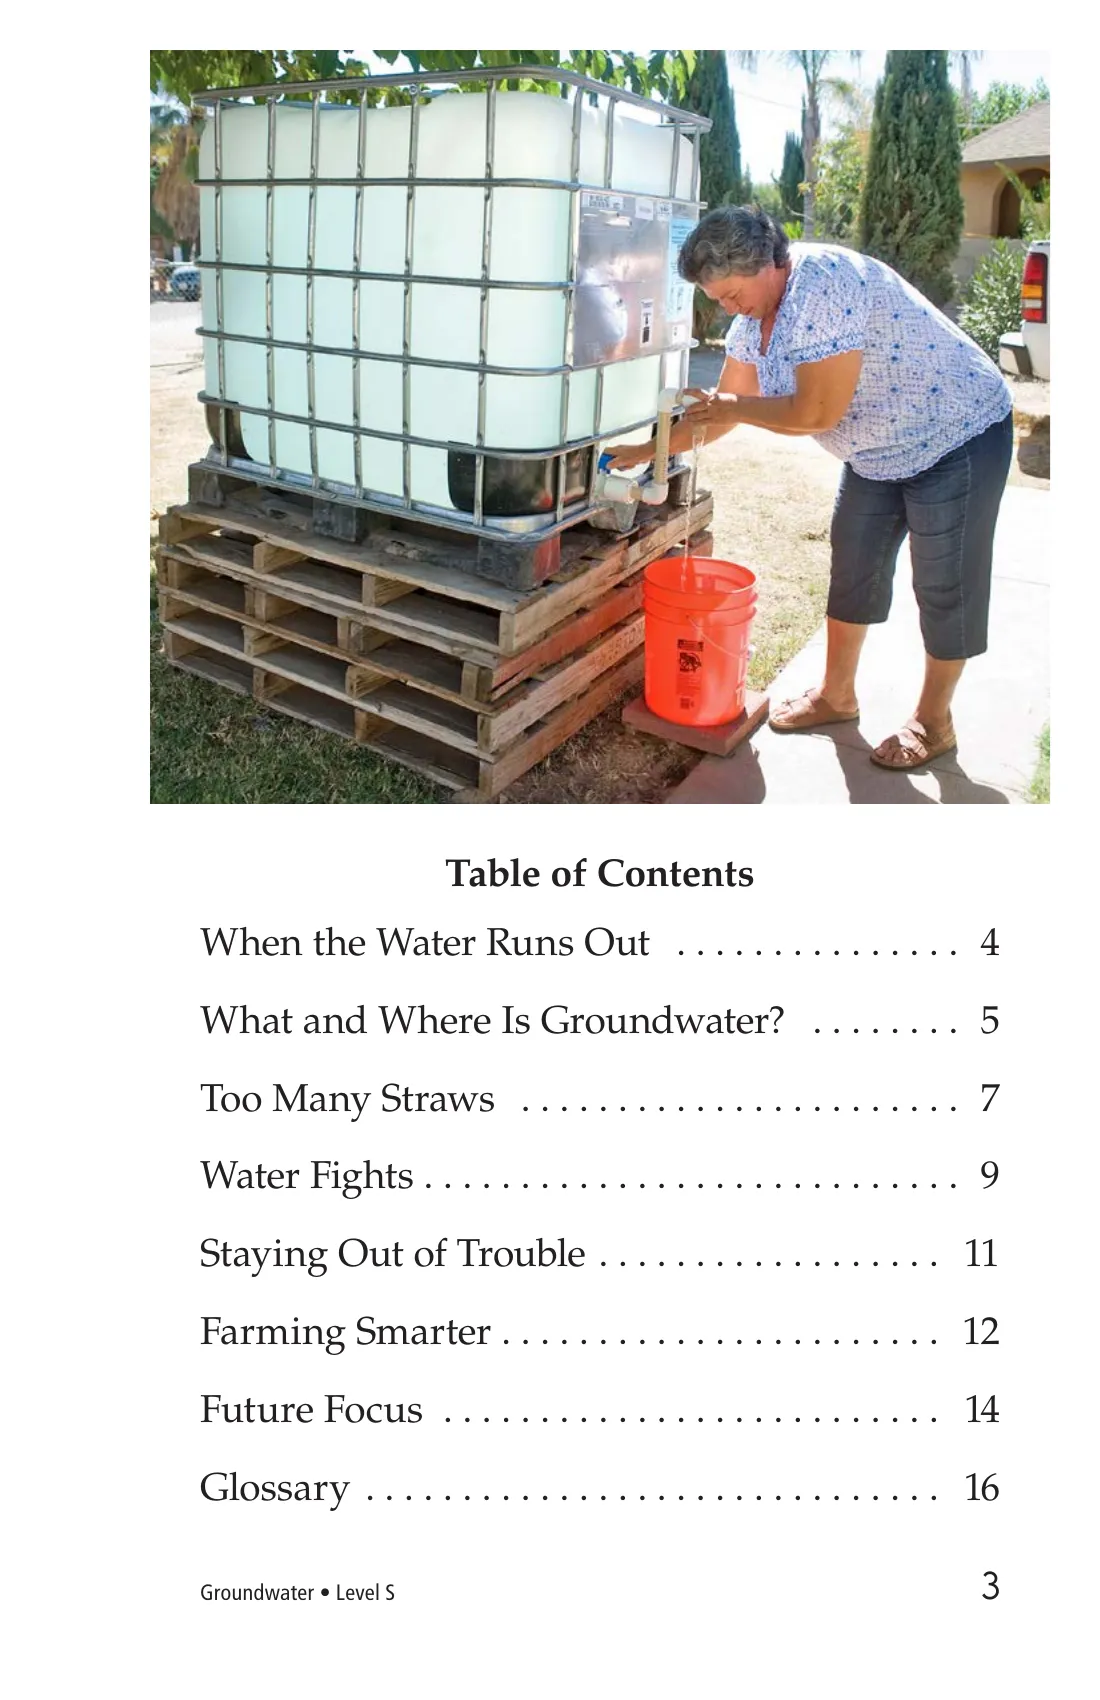 Table of Contents
When the Water Runs Out . . . . . . . . . . . . . . . 4
What and Where Is Groundwater? . . . . . . . . 5
Too Many Straws . . . . . . . . . . . . . . . . . . . . . . . 7
Water Fights . . . . . . . . . . . . . . . . . . . . . . . . . . . . 9
Staying Out of Trouble . . . . . . . . . . . . . . . . . . 11
Farming Smarter . . . . . . . . . . . . . . . . . . . . . . . 12
Future Focus . . . . . . . . . . . . . . . . . . . . . . . . . . 14
Glossary . . . . . . . . . . . . . . . . . . . . . . . . . . . . . . 16
Groundwater • Level S 3